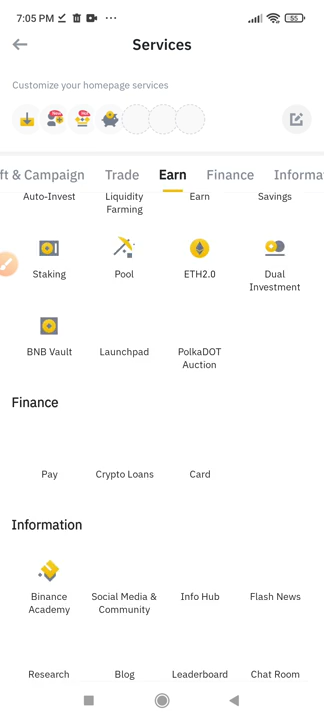 7:05 PM
55
Services
Customize your homepage services
ft & Campaign Trade Earn Finance Informa
Auto-Invest Liquidity Farming Earn Savings
Staking Pool ETH2.0 Dual Investment
BNB Vault Launchpad PolkaDOT Auction
Finance
Pay Crypto Loans Card
Information
Binance Academy Social Media & Community Info Hub Flash News
Research Blog Leaderboard Chat Room